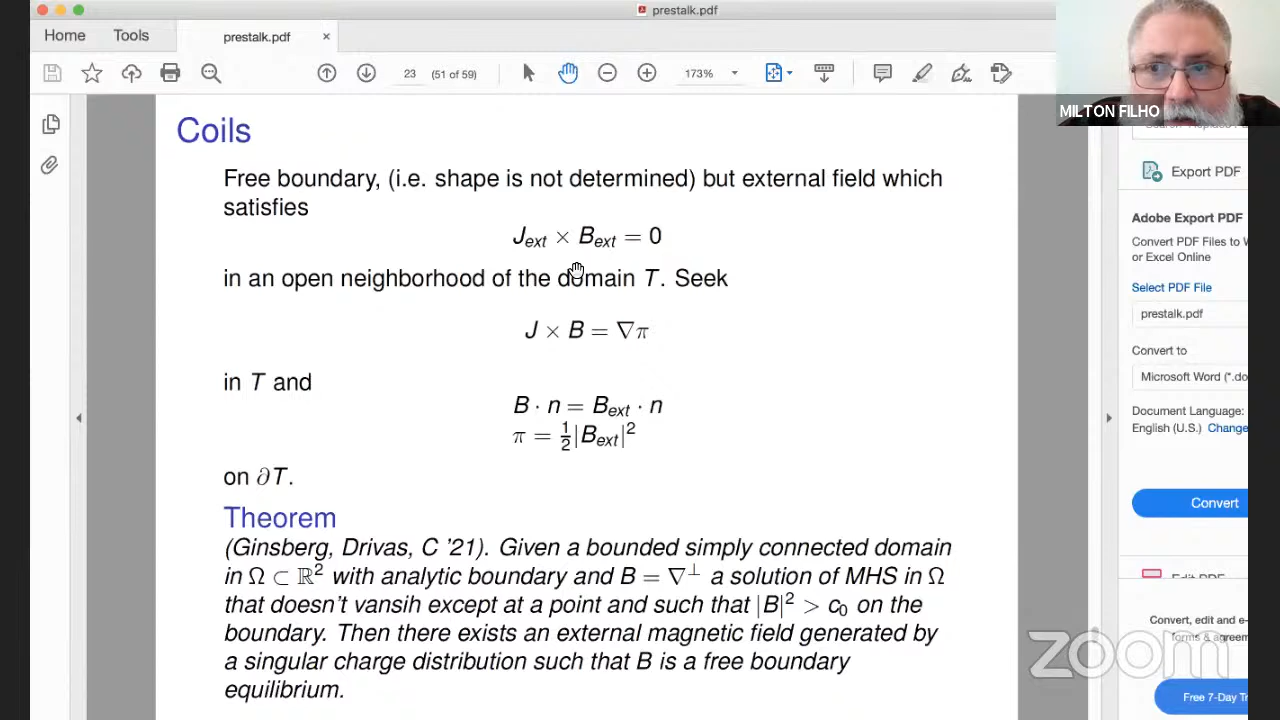 prestalk.pdf
Home
Tools
prestalk.pdf ×
23 (51 of 59)
173%
MILTON FILHO
Coils
Free boundary, (i.e. shape is not determined) but external field which
satisfies
J_ext × B_ext = 0
in an open neighborhood of the domain T. Seek
J × B = ∇π
in T and
B · n = B_ext · n
π = ½|B_ext|²
on ∂T.
Theorem
(Ginsberg, Drivas, C '21). Given a bounded simply connected domain
in Ω ⊂ ℝ² with analytic boundary and B = ∇⊥ a solution of MHS in Ω
that doesn't vansih except at a point and such that |B|² > c₀ on the
boundary. Then there exists an external magnetic field generated by
a singular charge distribution such that B is a free boundary
equilibrium.
Export PDF
Adobe Export PDF
Convert PDF Files to W
or Excel Online
Select PDF File
prestalk.pdf
Convert to
Microsoft Word (*.do
Document Language:
English (U.S.) Change
Convert
Edit PDF
Convert, edit and e-
forms & agreem
Free 7-Day Tr
zoom